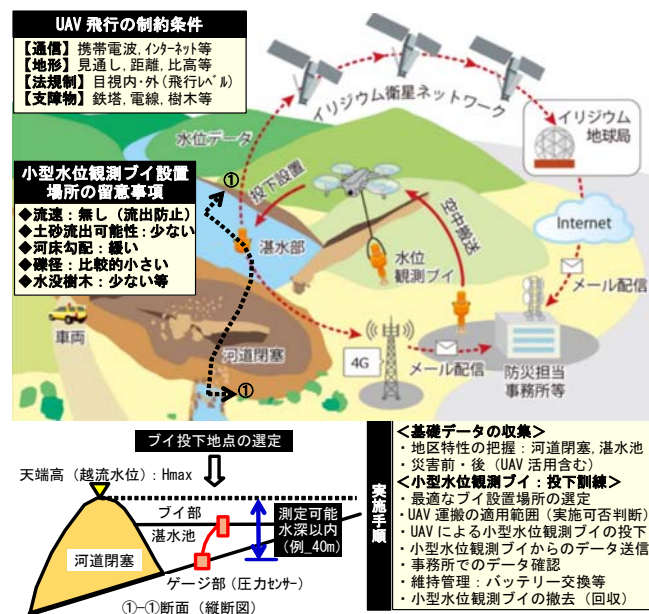 UAV 飛行の制約条件
【通信】携帯電波,インターネット等
【地形】見通し,距離,比高等
【法規制】目視内・外(飛行レベル)
【支障物】鉄塔,電線,樹木等
イリジウム衛星ネットワーク
イリジウム
地球局
水位データ
小型水位観測ブイ設置
場所の留意事項
◆流速：無し（流出防止）
◆土砂流出可能性：少ない
◆河床勾配：緩い
◆礫径：比較的小さい
◆水没樹木：少ない等
①
投下設置
空中搬送
湛水部
水位
観測ブイ
Internet
メール配信
車両
河道閉塞
①
4G
メール配信
防災担当
事務所等
ブイ投下地点の選定
天端高（越流水位）：Hmax
ブイ部
湛水池
測定可能
水深以内
(例_40m)
河道閉塞
ゲージ部（圧力センサー）
①-①断面（縦断図）
実施手順
＜基礎データの収集＞
・地区特性の把握：河道閉塞,湛水池
・災害前・後（UAV 活用含む）
＜小型水位観測ブイ：投下訓練＞
・最適なブイ設置場所の選定
・UAV 運搬の適用範囲（実施可否判断）
・UAV による小型水位観測ブイの投下
・小型水位観測ブイからのデータ送信
・事務所でのデータ確認
・維持管理：バッテリー交換等
・小型水位観測ブイの撤去（回収）